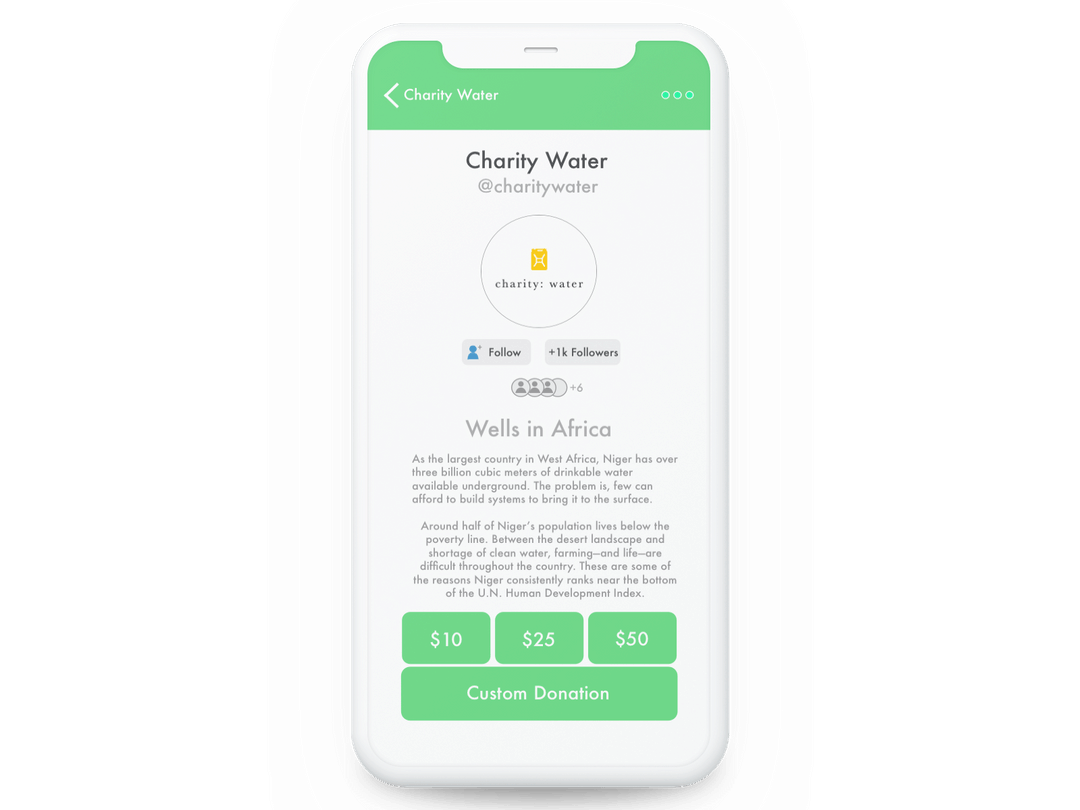 Charity Water
Charity Water
@charitywater
charity: water
Follow
+1k Followers
+6
Wells in Africa
As the largest country in West Africa, Niger has over
three billion cubic meters of drinkable water
available underground. The problem is, few can
afford to build systems to bring it to the surface.
Around half of Niger’s population lives below the
poverty line. Between the desert landscape and
shortage of clean water, farming—and life—are
difficult throughout the country. These are some of
the reasons Niger consistently ranks near the bottom
of the U.N. Human Development Index.
$10
$25
$50
Custom Donation